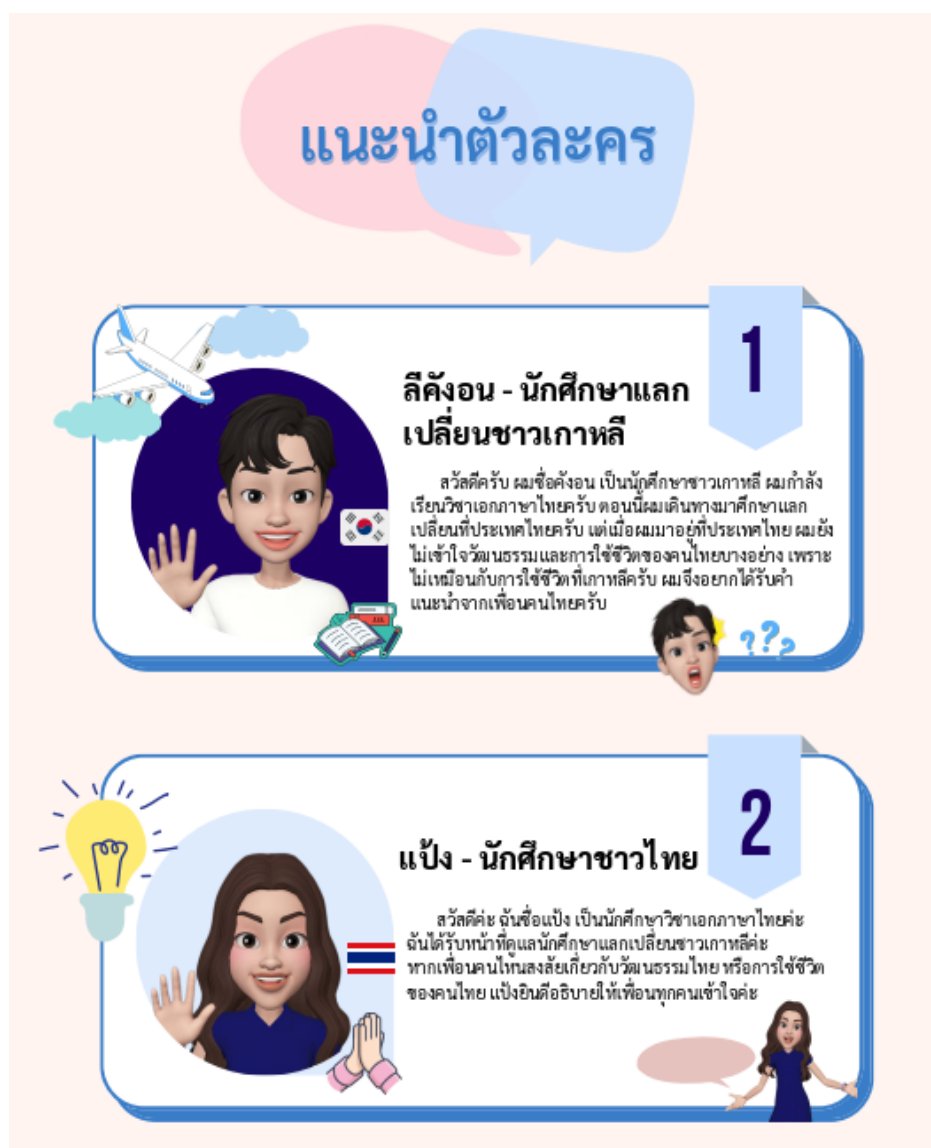 แนะนำตัวละคร
1
ลีคังอน - นักศึกษาแลก
เปลี่ยนชาวเกาหลี
สวัสดีครับ ผมชื่อคังอน เป็นนักศึกษาชาวเกาหลี ผมกำลัง
เรียนวิชาเอกภาษาไทยครับ ตอนนี้ผมเดินทางมาศึกษาแลก
เปลี่ยนที่ประเทศไทยครับ แต่เมื่อผมมาอยู่ที่ประเทศไทย ผมยัง
ไม่เข้าใจวัฒนธรรมและการใช้ชีวิตของคนไทยบางอย่าง เพราะ
ไม่เหมือนกับการใช้ชีวิตที่เกาหลีครับ ผมจึงอยากได้รับคำ
แนะนำจากเพื่อนคนไทยครับ
???
2
แป้ง - นักศึกษาชาวไทย
สวัสดีค่ะ ฉันชื่อแป้ง เป็นนักศึกษาวิชาเอกภาษาไทยค่ะ
ฉันได้รับหน้าที่ดูแลนักศึกษาแลกเปลี่ยนชาวเกาหลีค่ะ
หากเพื่อนคนไหนสงสัยเกี่ยวกับวัฒนธรรมไทย หรือการใช้ชีวิต
ของคนไทย แป้งยินดีอธิบายให้เพื่อนทุกคนเข้าใจค่ะ